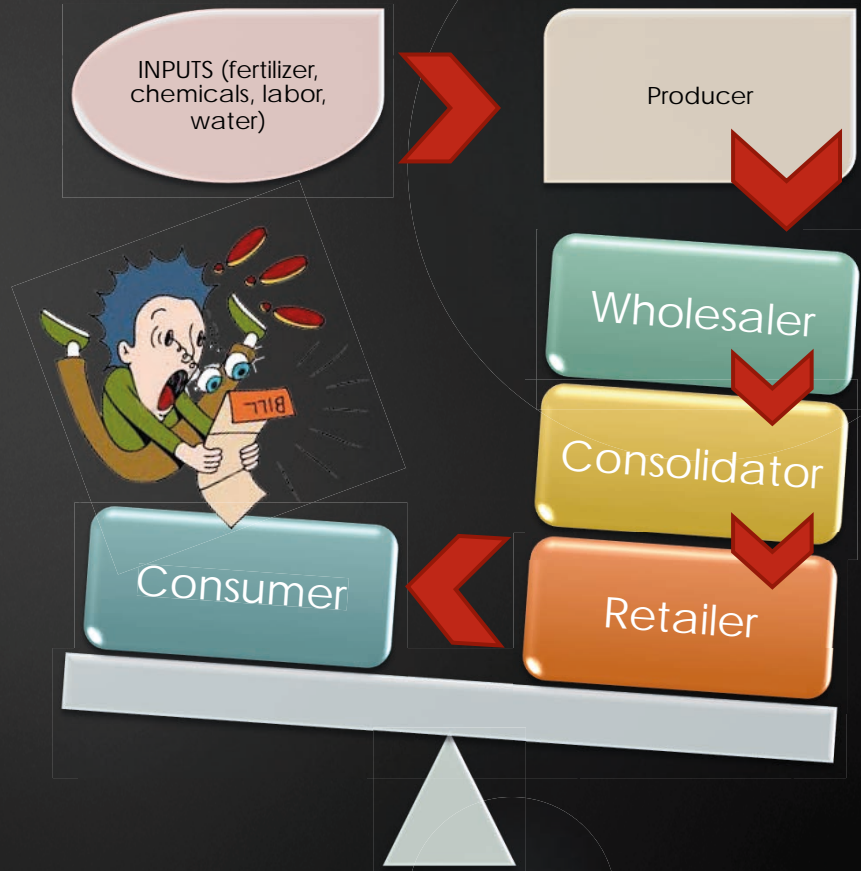 INPUTS (fertilizer,
chemicals, labor,
water)
Producer
Wholesaler
Consolidator
Retailer
Consumer
BILL